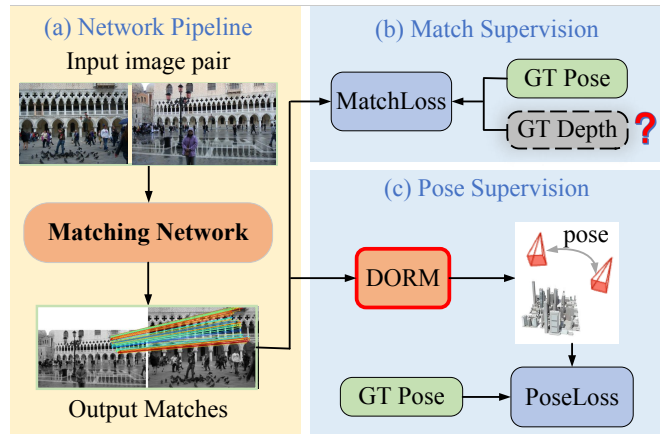 (a) Network Pipeline
Input image pair
Matching Network
Output Matches
(b) Match Supervision
MatchLoss
GT Pose
GT Depth ?
(c) Pose Supervision
DORM
pose
GT Pose
PoseLoss